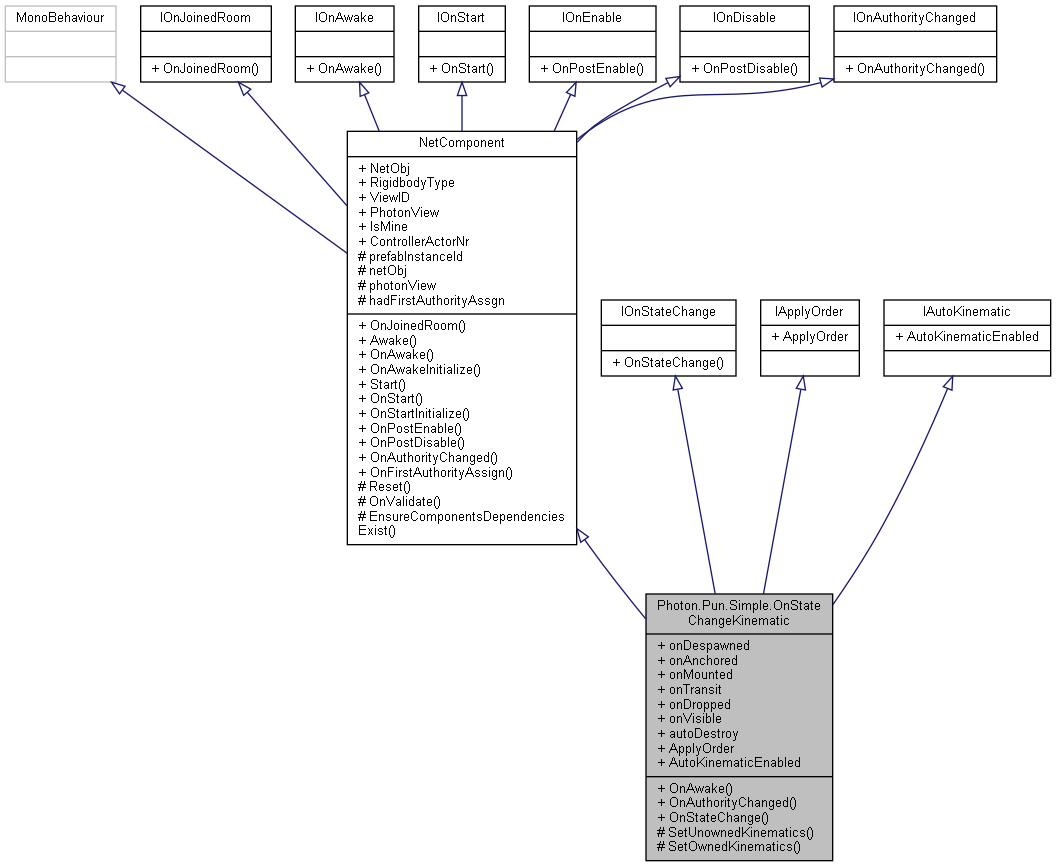 MonoBehaviour
IOnJoinedRoom
+ OnJoinedRoom()
IOnAwake
+ OnAwake()
IOnStart
+ OnStart()
IOnEnable
+ OnPostEnable()
IOnDisable
+ OnPostDisable()
IOnAuthorityChanged
+ OnAuthorityChanged()
NetComponent
+ NetObj
+ RigidbodyType
+ ViewID
+ PhotonView
+ IsMine
+ ControllerActorNr
# prefabInstanceId
# netObj
# photonView
# hadFirstAuthorityAssgn
+ OnJoinedRoom()
+ Awake()
+ OnAwake()
+ OnAwakeInitialize()
+ Start()
+ OnStart()
+ OnStartInitialize()
+ OnPostEnable()
+ OnPostDisable()
+ OnAuthorityChanged()
+ OnFirstAuthorityAssign()
# Reset()
# OnValidate()
# EnsureComponentsDependencies
Exist()
IOnStateChange
+ OnStateChange()
IApplyOrder
+ ApplyOrder
IAutoKinematic
+ AutoKinematicEnabled
Photon.Pun.Simple.OnState
ChangeKinematic
+ onDespawned
+ onAnchored
+ onMounted
+ onTransit
+ onDropped
+ onVisible
+ autoDestroy
+ ApplyOrder
+ AutoKinematicEnabled
+ OnAwake()
+ OnAuthorityChanged()
+ OnStateChange()
# SetUnownedKinematics()
# SetOwnedKinematics()